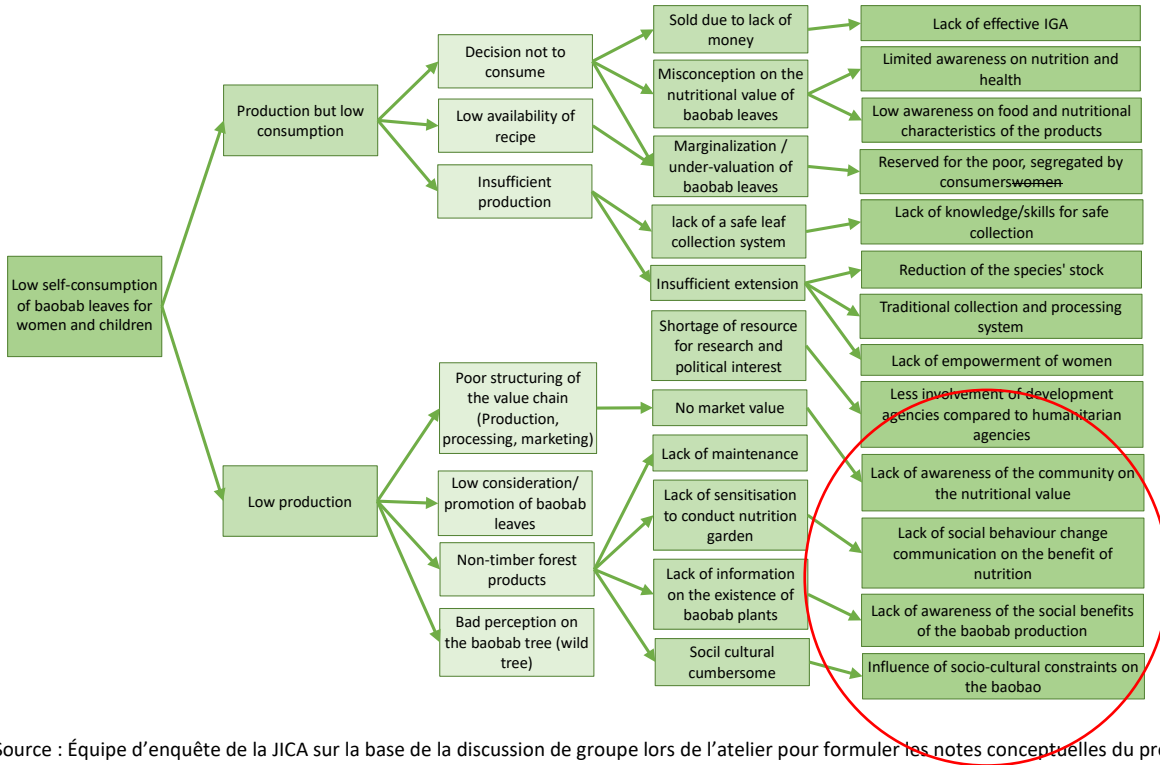 Low self-consumption
of baobab leaves for
women and children
Production but low
consumption
Low production
Decision not to
consume
Low availability of
recipe
Insufficient
production
Poor structuring of
the value chain
(Production,
processing, marketing)
Low consideration/
promotion of baobab
leaves
Non-timber forest
products
Bad perception on
the baobab tree (wild
tree)
Sold due to lack of
money
Misconception on the
nutritional value of
baobab leaves
Marginalization /
under-valuation of
baobab leaves
lack of a safe leaf
collection system
Insufficient extension
Shortage of resource
for research and
political interest
No market value
Lack of maintenance
Lack of sensitisation
to conduct nutrition
garden
Lack of information
on the existence of
baobab plants
Socil cultural
cumbersome
Lack of effective IGA
Limited awareness on nutrition and
health
Low awareness on food and nutritional
characteristics of the products
Reserved for the poor, segregated by
consumerswomen
Lack of knowledge/skills for safe
collection
Reduction of the species' stock
Traditional collection and processing
system
Lack of empowerment of women
Less involvement of development
agencies compared to humanitarian
agencies
Lack of awareness of the community on
the nutritional value
Lack of social behaviour change
communication on the benefit of
nutrition
Lack of awareness of the social benefits
of the baobab production
Influence of socio-cultural constraints on
the baobao
Source : Équipe d’enquête de la JICA sur la base de la discussion de groupe lors de l’atelier pour formuler les notes conceptuelles du